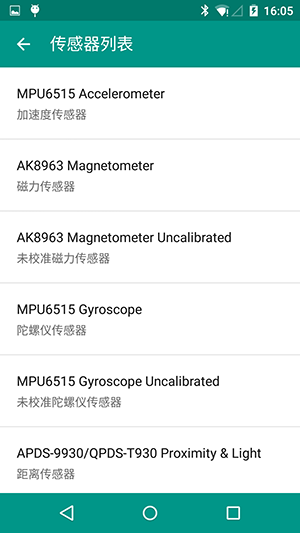 16:05
传感器列表
MPU6515 Accelerometer
加速度传感器
AK8963 Magnetometer
磁力传感器
AK8963 Magnetometer Uncalibrated
未校准磁力传感器
MPU6515 Gyroscope
陀螺仪传感器
MPU6515 Gyroscope Uncalibrated
未校准陀螺仪传感器
APDS-9930/QPDS-T930 Proximity & Light
距离传感器